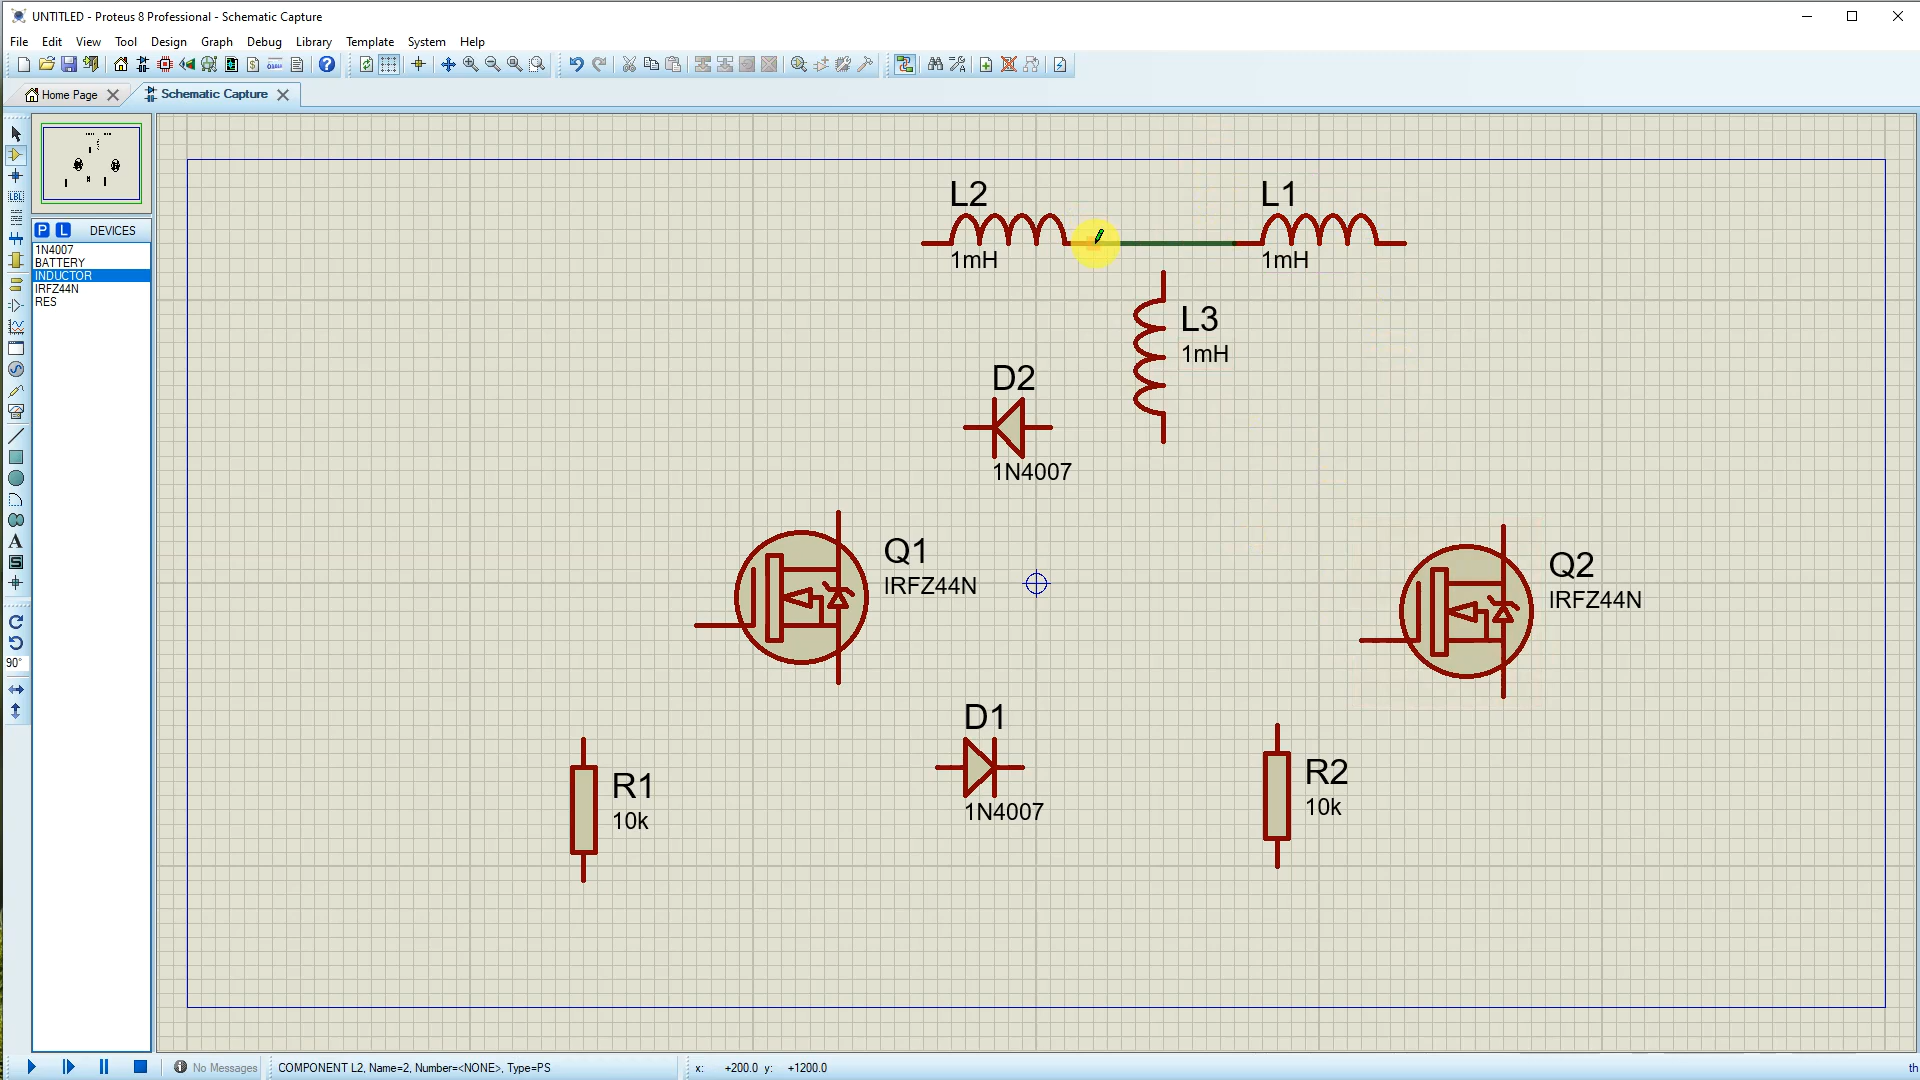 UNTITLED - Proteus 8 Professional - Schematic Capture
File Edit View Tool Design Graph Debug Library Template System Help
Home Page Schematic Capture
P L DEVICES
1N4007
BATTERY
INDUCTOR
IRFZ44N
RES
LBL
A
S
90°
L2
1mH
L1
1mH
L3
1mH
D2
1N4007
Q1
IRFZ44N
Q2
IRFZ44N
D1
1N4007
R1
10k
R2
10k
No Messages COMPONENT L2, Name=2, Number=<NONE>, Type=PS x: +200.0 y: +1200.0 th